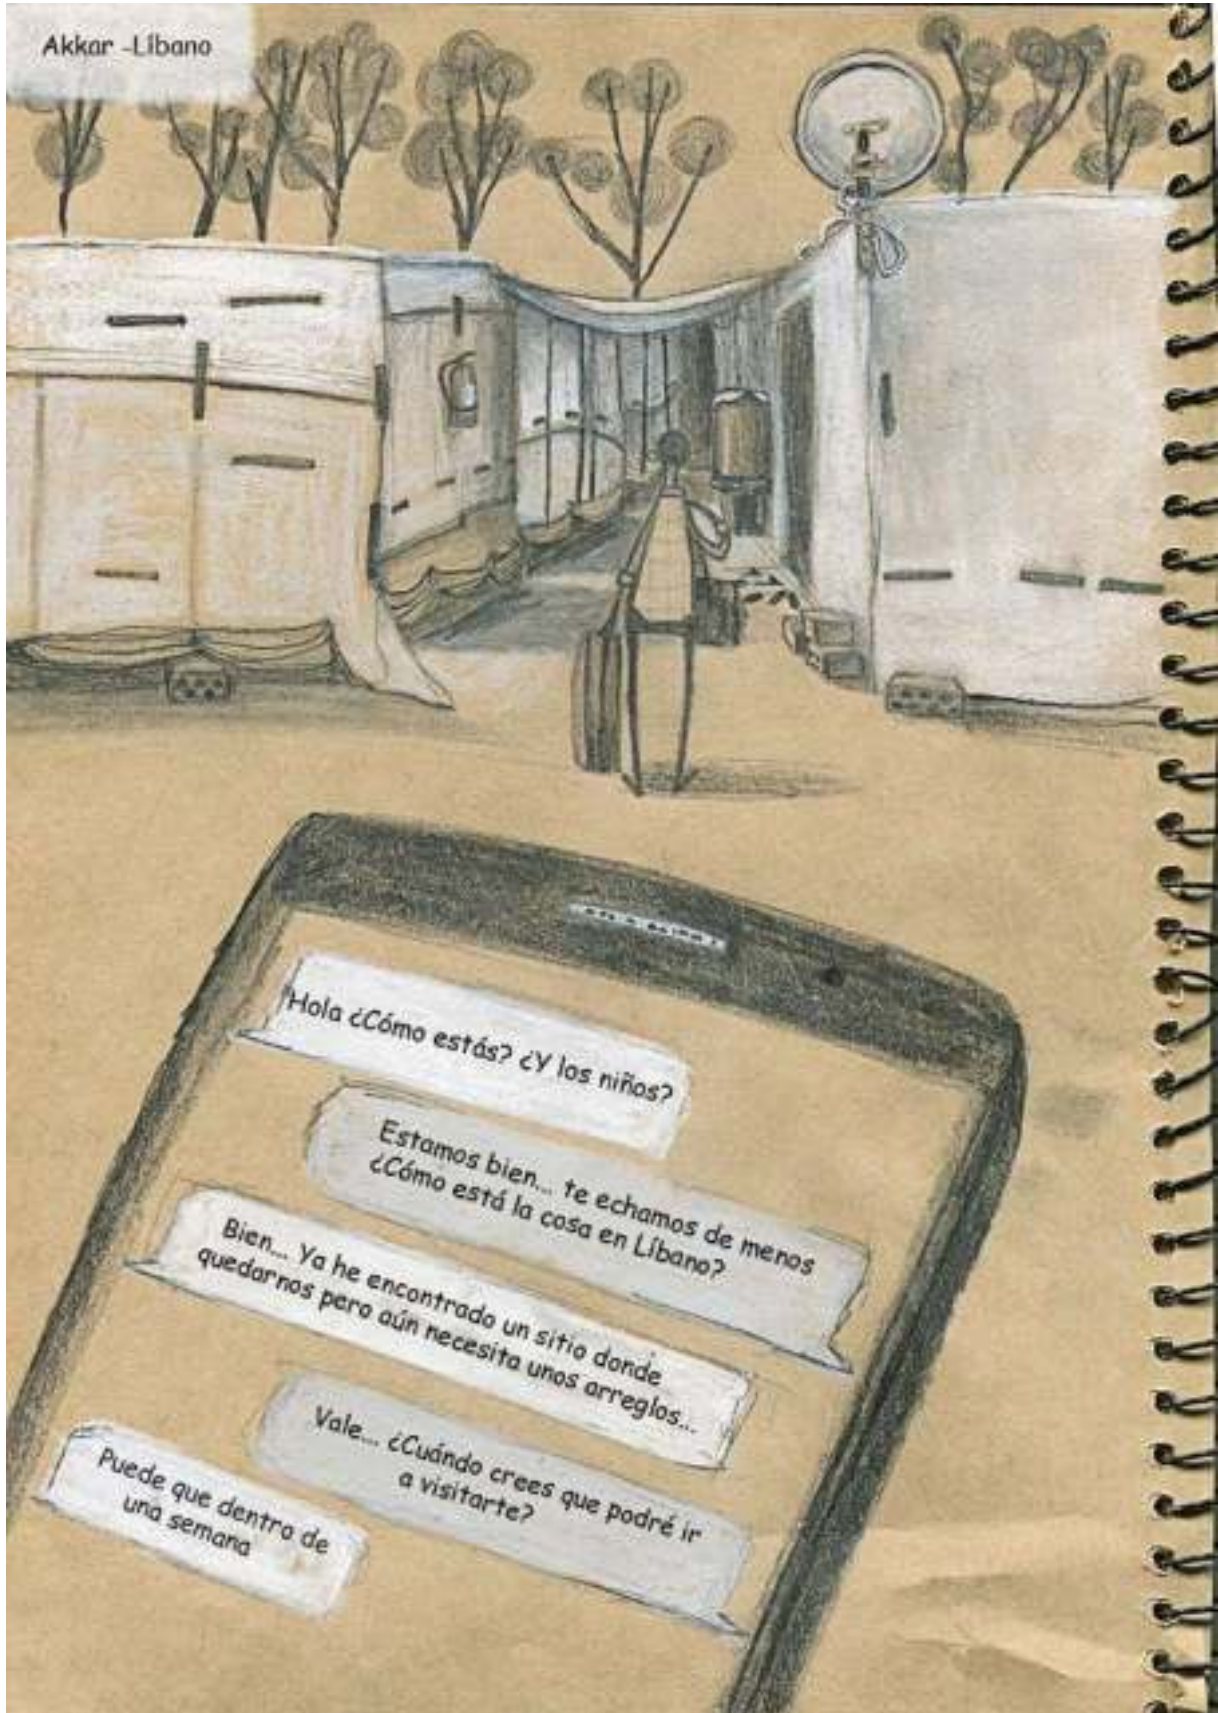 Akkar -Líbano
Hola ¿Cómo estás? ¿Y los niños?
Estamos bien... te echamos de menos
¿Cómo está la cosa en Líbano?
Bien... Ya he encontrado un sitio donde
quedarnos pero aún necesita unos arreglos...
Vale... ¿Cuándo crees que podré ir
a visitarte?
Puede que dentro de
una semana